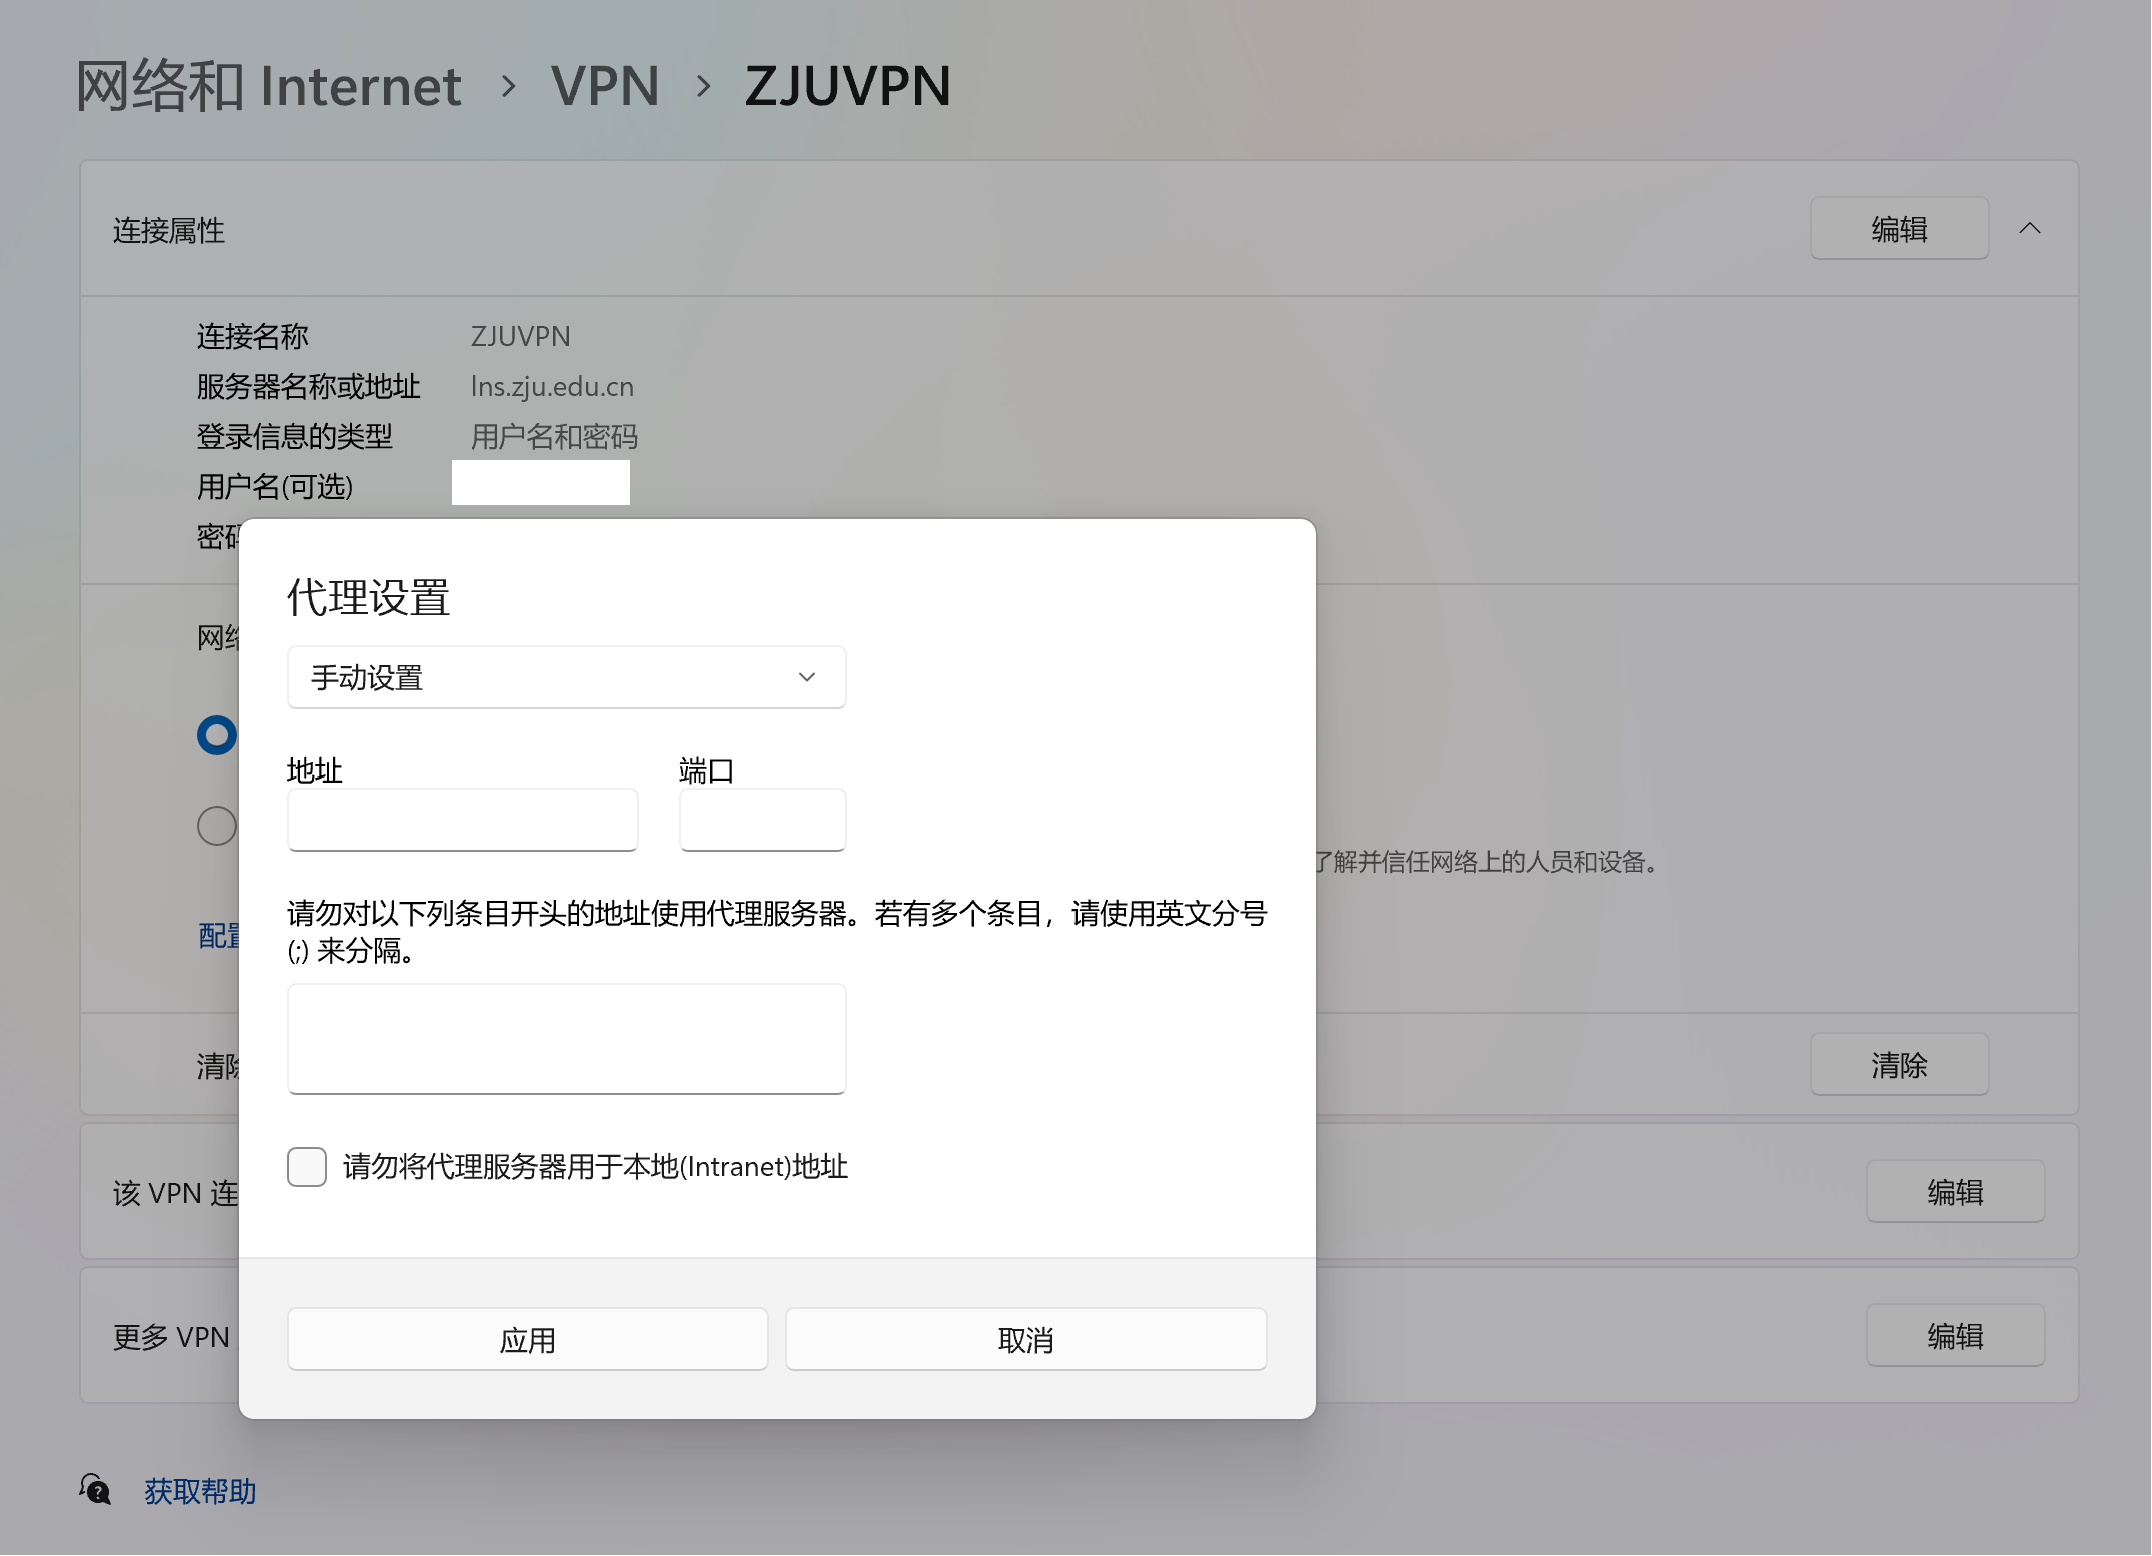 网络和 Internet › VPN › ZJUVPN
连接属性
编辑
连接名称 ZJUVPN
服务器名称或地址 lns.zju.edu.cn
登录信息的类型 用户名和密码
用户名(可选)
密码
代理设置
手动设置
地址 端口
请勿对以下列条目开头的地址使用代理服务器。若有多个条目，请使用英文分号
(;) 来分隔。
请勿将代理服务器用于本地(Intranet)地址
应用 取消
网络
了解并信任网络上的人员和设备。
配置
清除
清除
该 VPN 连
编辑
更多 VPN
编辑
获取帮助